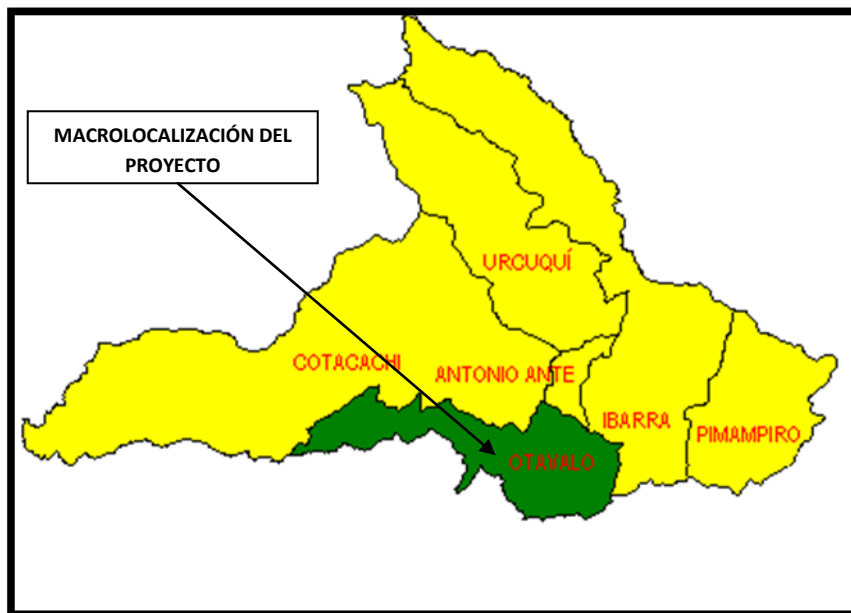 MACROLOCALIZACIÓN DEL
PROYECTO
URCUQUÍ
COTACACHI
ANTONIO ANTE
IBARRA
PIMAMPIRO
OTAVALO